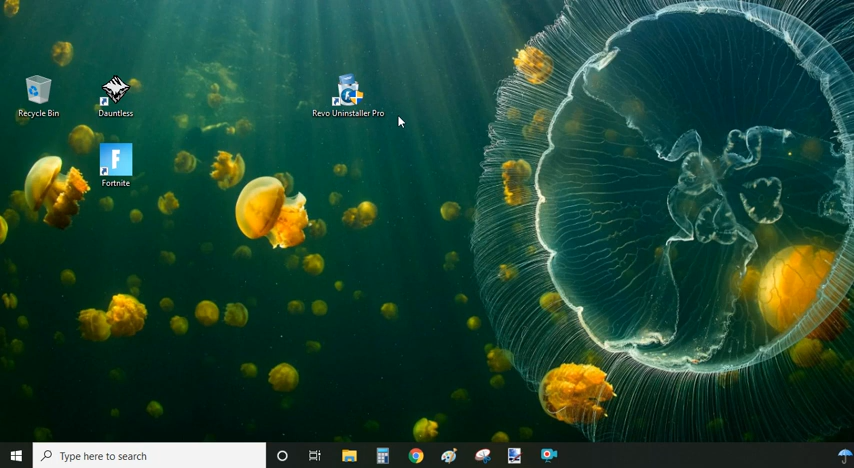 Recycle Bin
Dauntless
Revo Uninstaller Pro
F
Fortnite
Type here to search